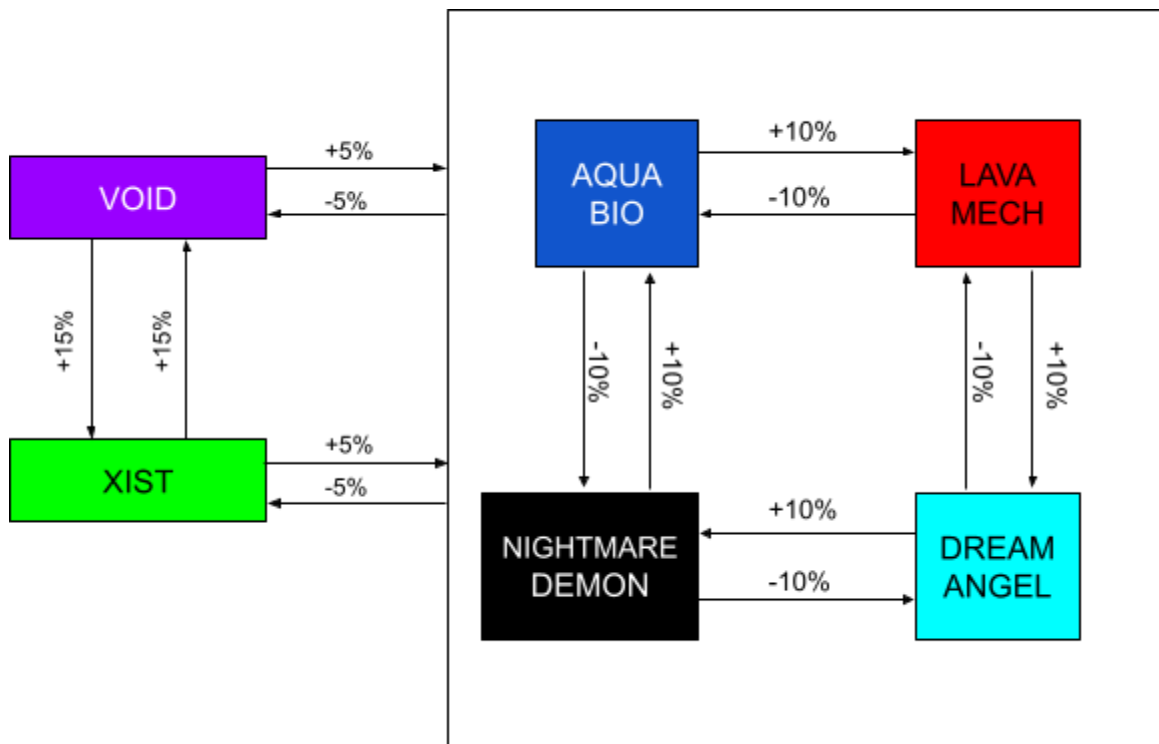 VOID
+5%
-5%
+15%
+15%
XIST
+5%
-5%
AQUA
BIO
+10%
-10%
LAVA
MECH
-10%
+10%
-10%
+10%
NIGHTMARE
DEMON
+10%
-10%
DREAM
ANGEL